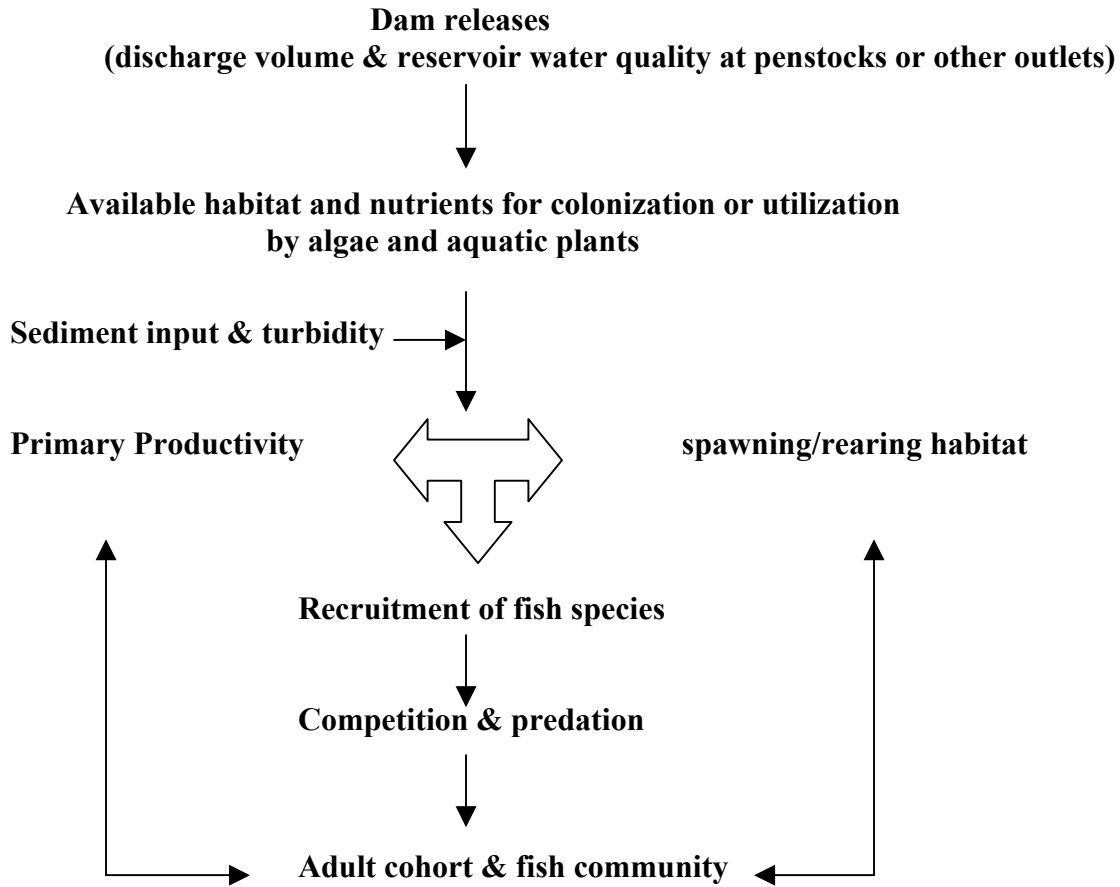 Dam releases
(discharge volume & reservoir water quality at penstocks or other outlets)
Available habitat and nutrients for colonization or utilization
by algae and aquatic plants
Sediment input & turbidity
Primary Productivity
spawning/rearing habitat
Recruitment of fish species
Competition & predation
Adult cohort & fish community